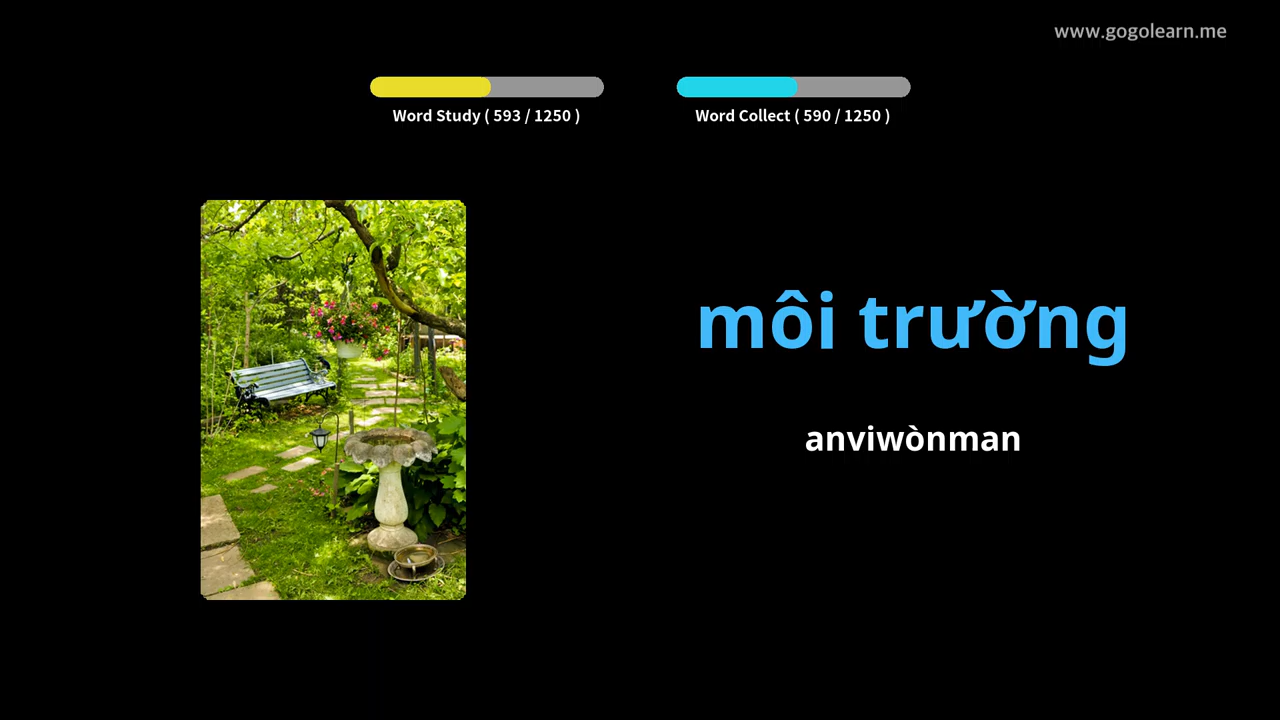 www.gogolearn.me
Word Study ( 593 / 1250 )
Word Collect ( 590 / 1250 )
môi trường
anviwònman